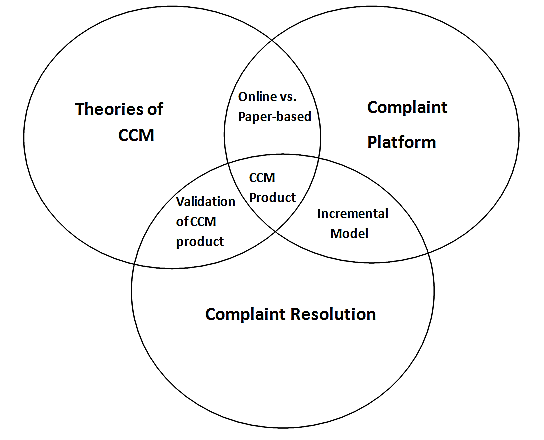 Theories of
CCM
Online vs.
Paper-based
Complaint
Platform
CCM
Product
Validation
of CCM
product
Incremental
Model
Complaint Resolution